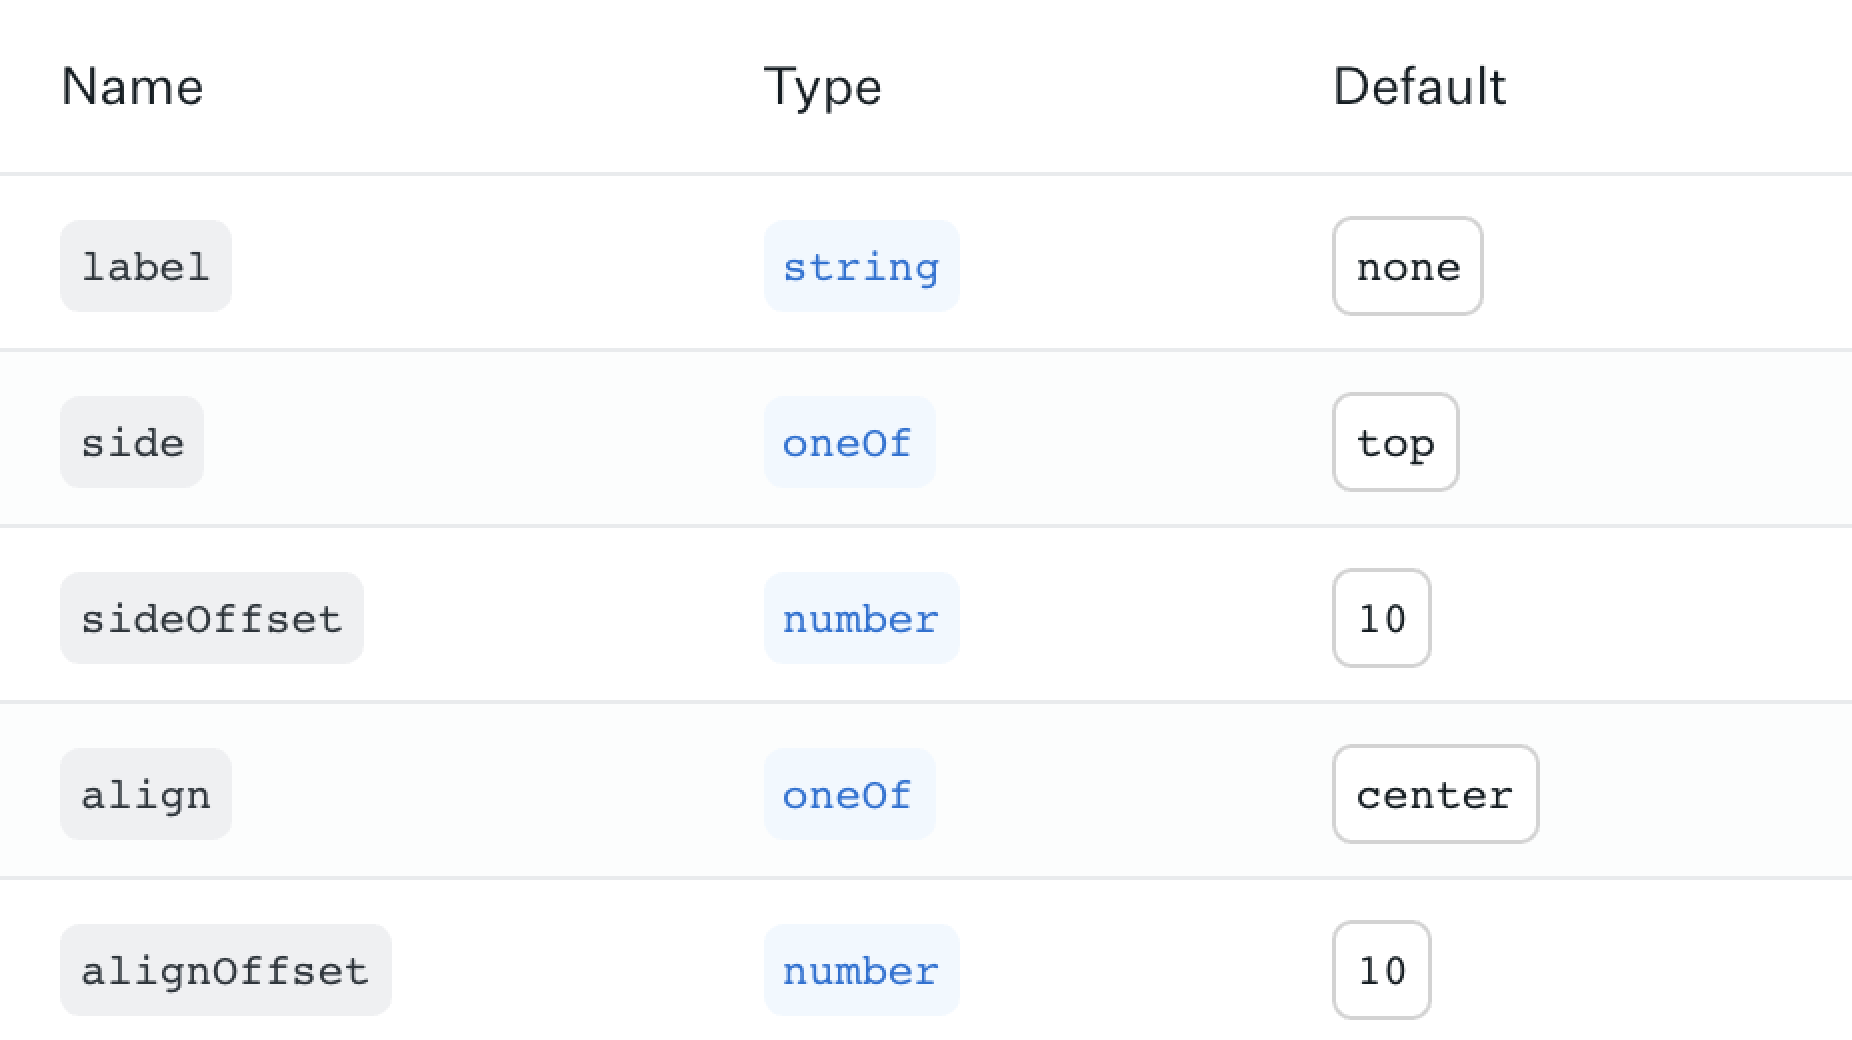 Name Type Default
label string none
side oneOf top
sideOffset number 10
align oneOf center
alignOffset number 10